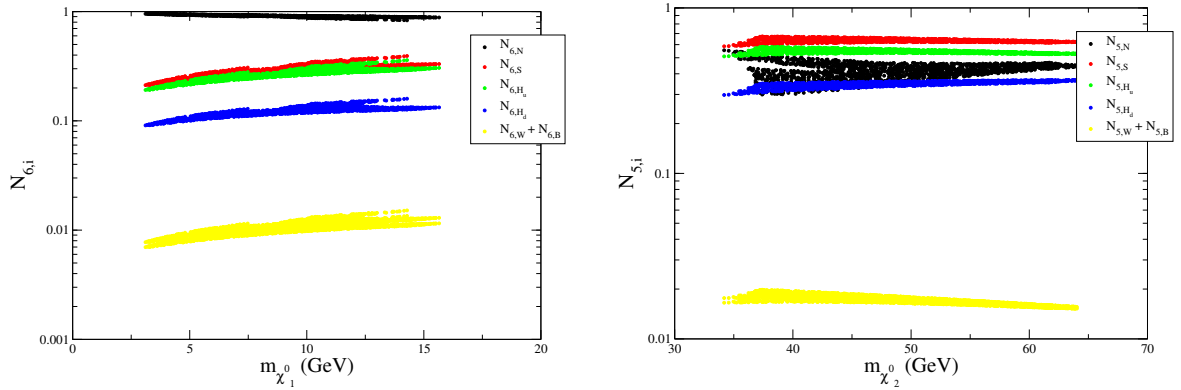 1
0.1
0.01
0.001
N6,i
0 5 10 15 20
mχ01 (GeV)
N6,N
N6,S
N6,Hu
N6,Hd
N6,W + N6,B
1
0.1
0.01
N5,i
30 40 50 60 70
mχ02 (GeV)
N5,N
N5,S
N5,Hu
N5,Hd
N5,W + N5,B